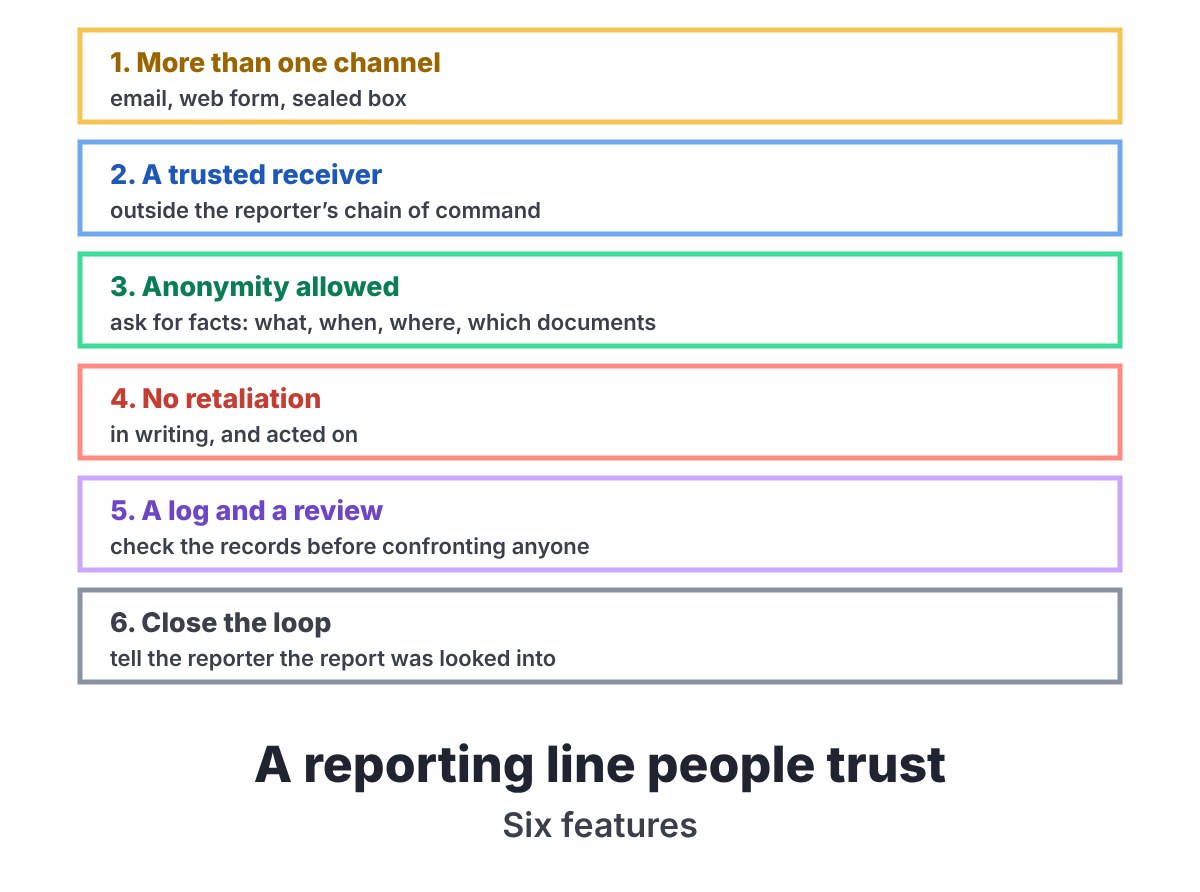 1. More than one channel
email, web form, sealed box
2. A trusted receiver
outside the reporter’s chain of command
3. Anonymity allowed
ask for facts: what, when, where, which documents
4. No retaliation
in writing, and acted on
5. A log and a review
check the records before confronting anyone
6. Close the loop
tell the reporter the report was looked into
A reporting line people trust
Six features